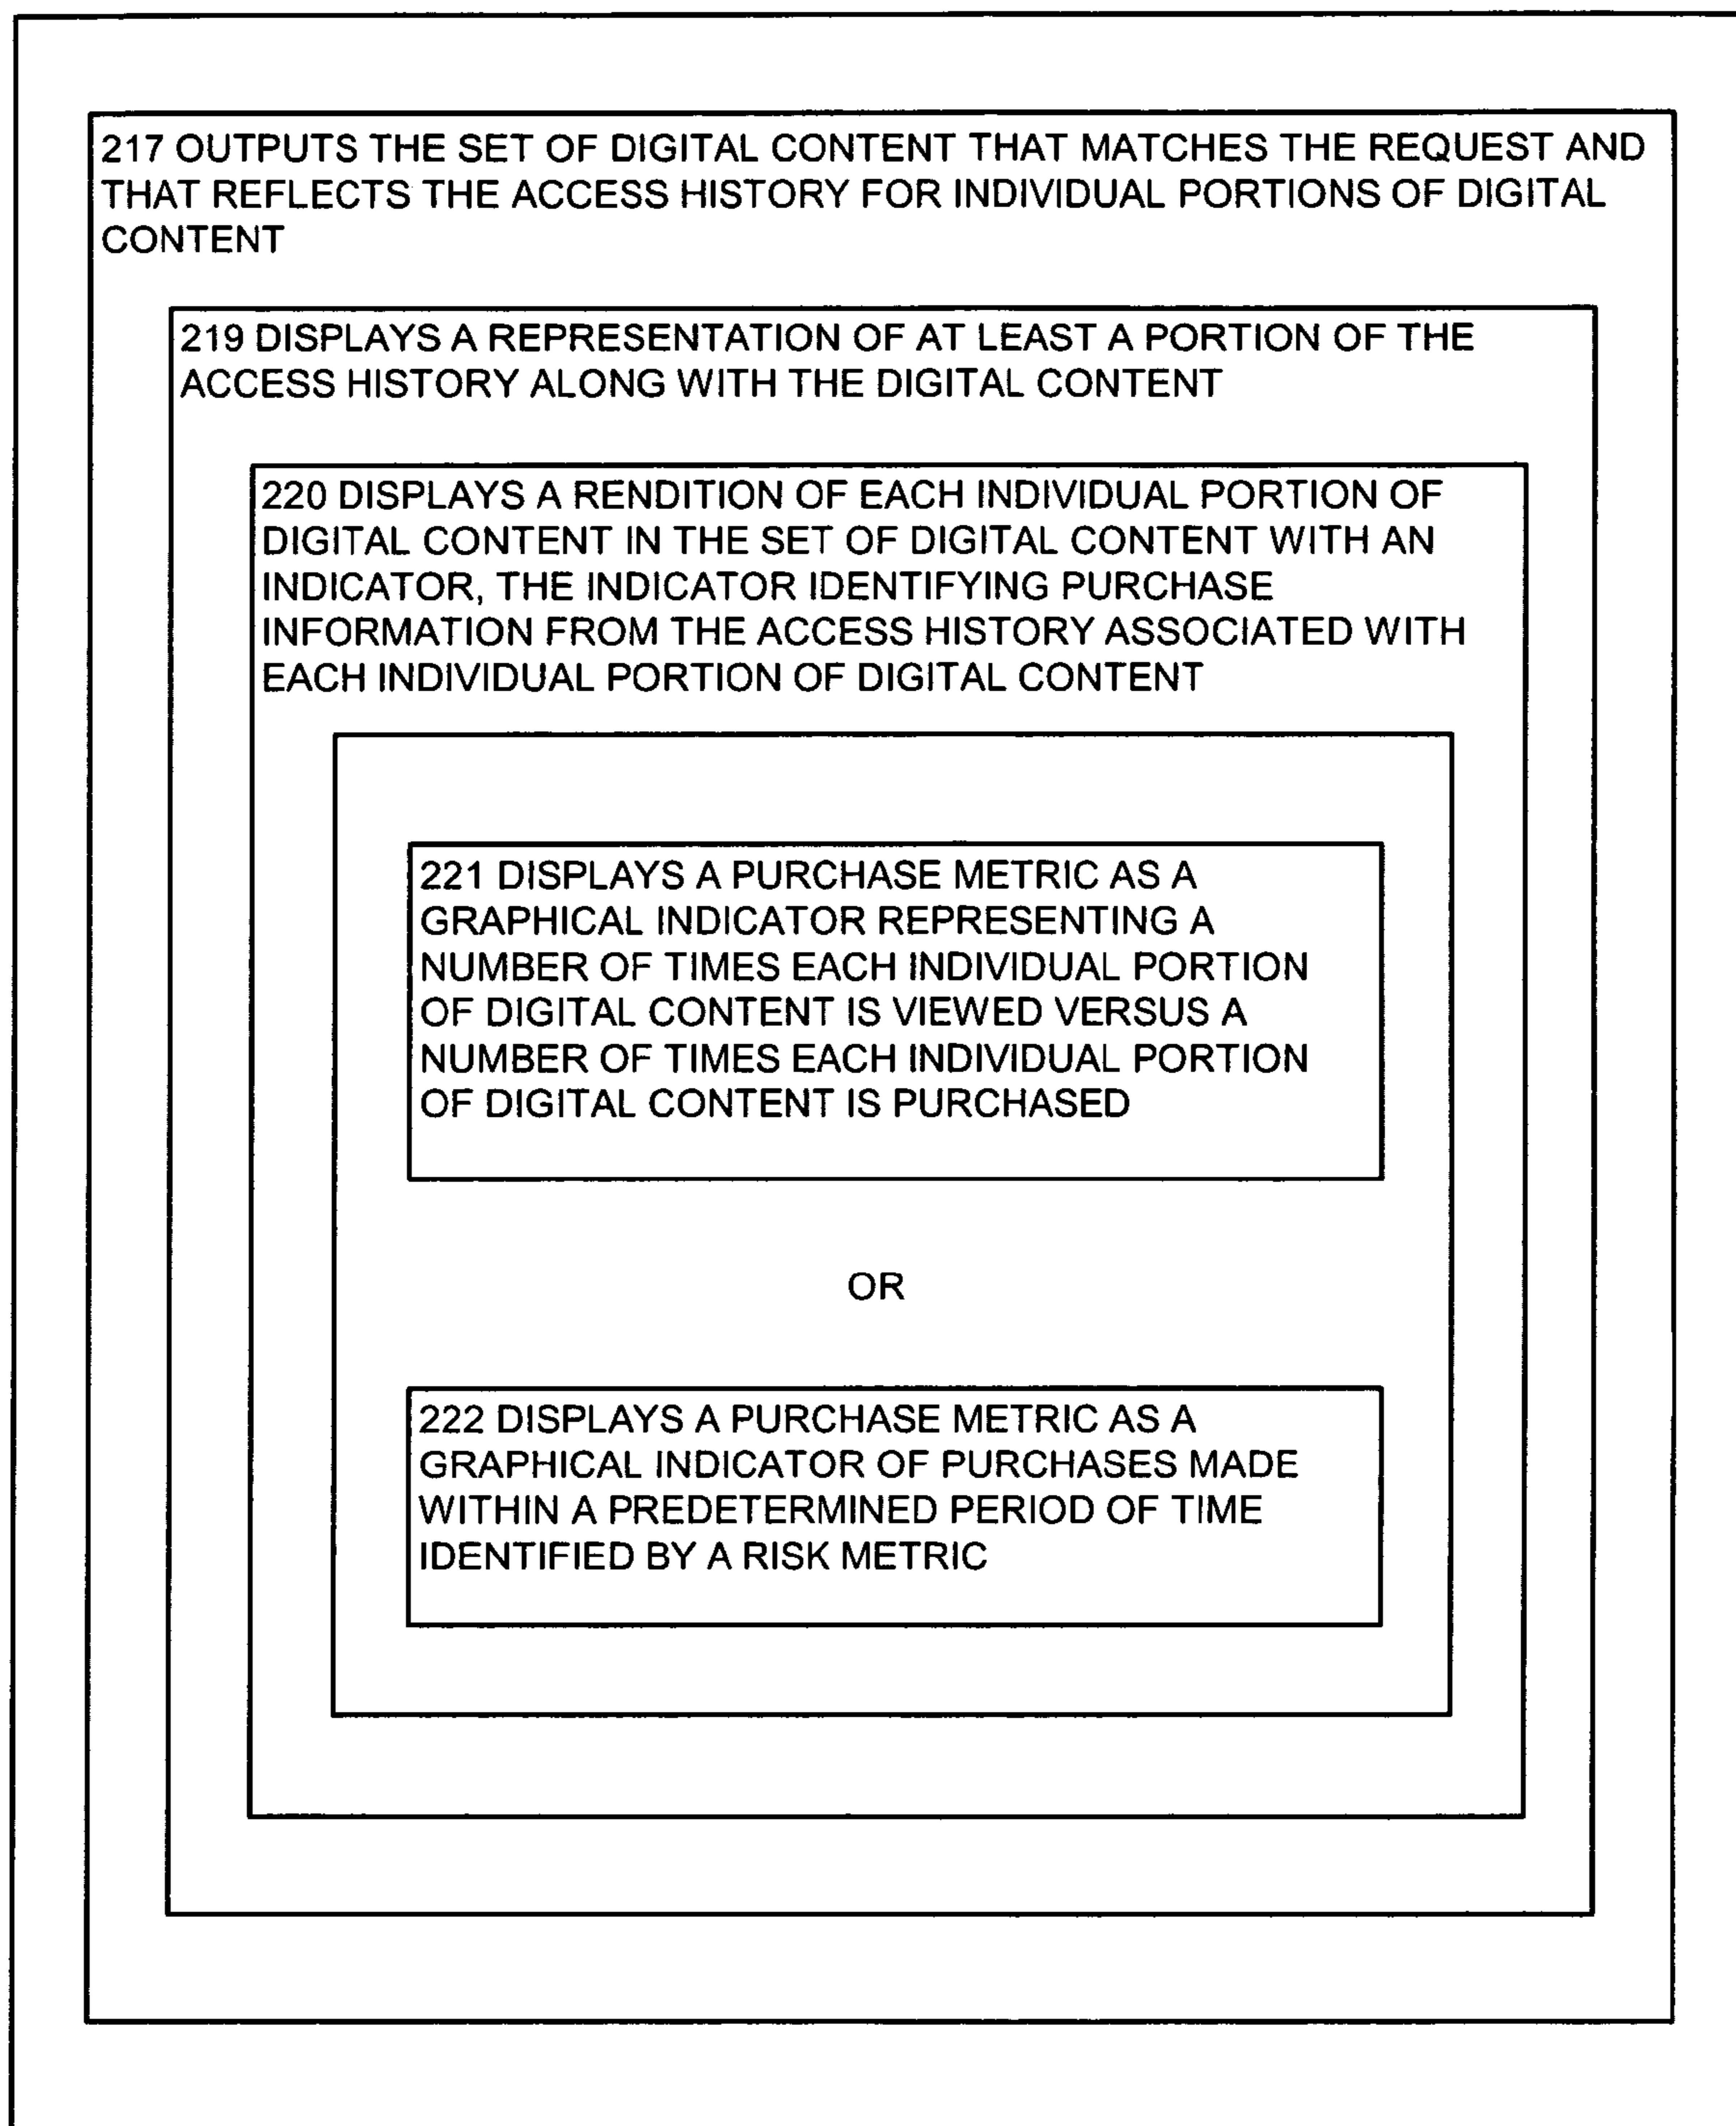 217 OUTPUTS THE SET OF DIGITAL CONTENT THAT MATCHES THE REQUEST AND
THAT REFLECTS THE ACCESS HISTORY FOR INDIVIDUAL PORTIONS OF DIGITAL
CONTENT
219 DISPLAYS A REPRESENTATION OF AT LEAST A PORTION OF THE
ACCESS HISTORY ALONG WITH THE DIGITAL CONTENT
220 DISPLAYS A RENDITION OF EACH INDIVIDUAL PORTION OF
DIGITAL CONTENT IN THE SET OF DIGITAL CONTENT WITH AN
INDICATOR, THE INDICATOR IDENTIFYING PURCHASE
INFORMATION FROM THE ACCESS HISTORY ASSOCIATED WITH
EACH INDIVIDUAL PORTION OF DIGITAL CONTENT
221 DISPLAYS A PURCHASE METRIC AS A
GRAPHICAL INDICATOR REPRESENTING A
NUMBER OF TIMES EACH INDIVIDUAL PORTION
OF DIGITAL CONTENT IS VIEWED VERSUS A
NUMBER OF TIMES EACH INDIVIDUAL PORTION
OF DIGITAL CONTENT IS PURCHASED
OR
222 DISPLAYS A PURCHASE METRIC AS A
GRAPHICAL INDICATOR OF PURCHASES MADE
WITHIN A PREDETERMINED PERIOD OF TIME
IDENTIFIED BY A RISK METRIC